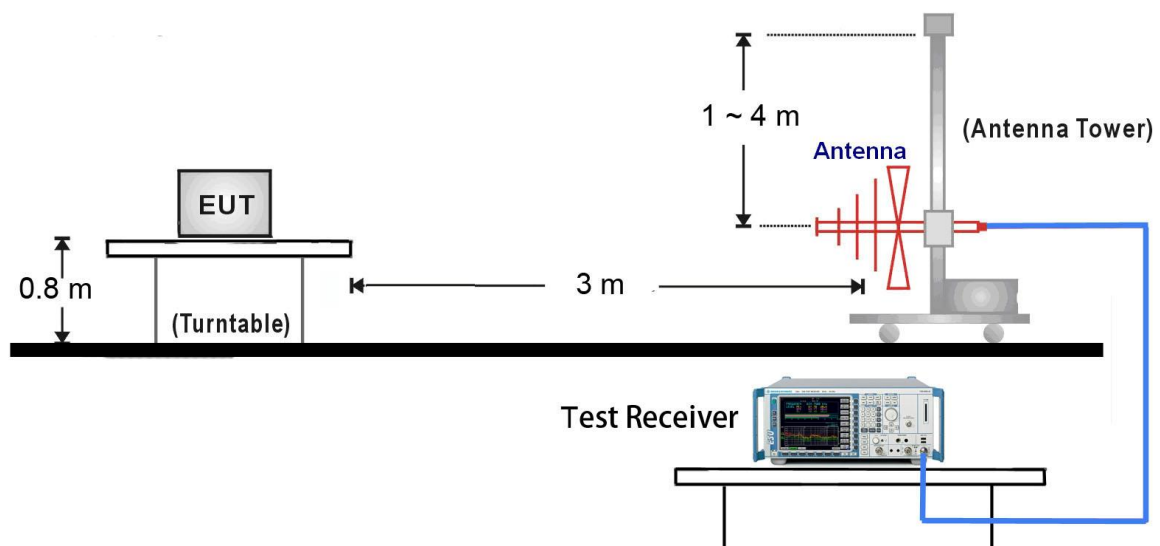 1 ~ 4 m
(Antenna Tower)
Antenna
EUT
0.8 m
3 m
(Turntable)
Test Receiver